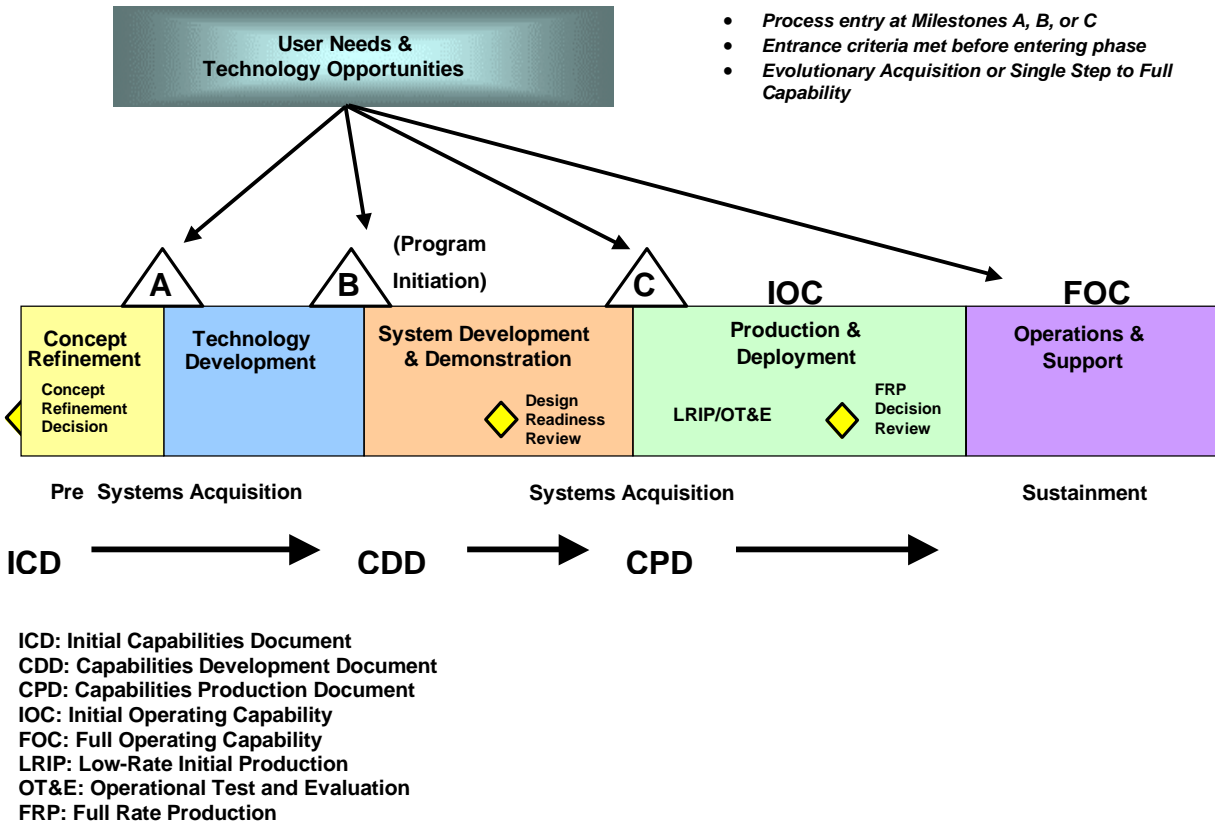 User Needs &
Technology Opportunities
• Process entry at Milestones A, B, or C
• Entrance criteria met before entering phase
• Evolutionary Acquisition or Single Step to Full
Capability
(Program
Initiation)
A
B
C
IOC
FOC
Concept
Refinement
Concept
Refinement
Decision
Technology
Development
System Development
& Demonstration
Design
Readiness
Review
Production &
Deployment
LRIP/OT&E
FRP
Decision
Review
Operations &
Support
Pre Systems Acquisition
Systems Acquisition
Sustainment
ICD
CDD
CPD
ICD: Initial Capabilities Document
CDD: Capabilities Development Document
CPD: Capabilities Production Document
IOC: Initial Operating Capability
FOC: Full Operating Capability
LRIP: Low-Rate Initial Production
OT&E: Operational Test and Evaluation
FRP: Full Rate Production